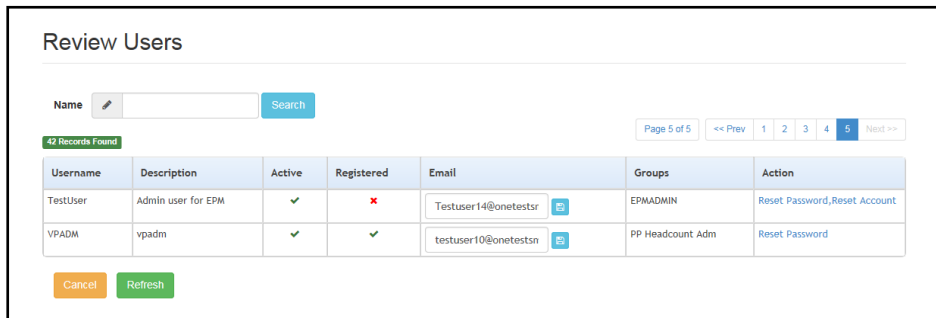 Review Users
Name Search
Page 5 of 5 << Prev 1 2 3 4 5 Next >>
42 Records Found
Username Description Active Registered Email Groups Action
TestUser Admin user for EPM Testuser14@onetestsr EPMADMIN Reset Password,Reset Account
VPADM vpadm testuser10@onetestsn PP Headcount Adm Reset Password
Cancel Refresh